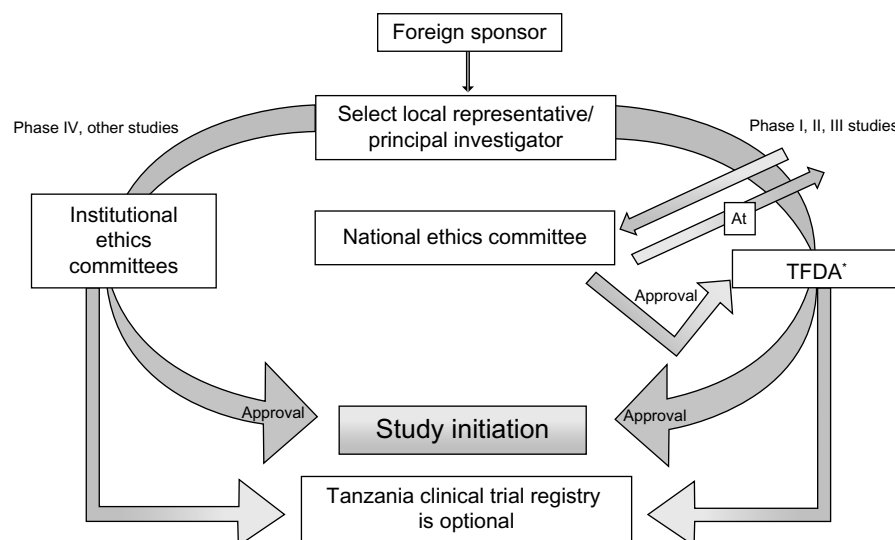 Foreign sponsor
Select local representative/
principal investigator
Phase IV, other studies
Phase I, II, III studies
Institutional
ethics
committees
National ethics committee
At
TFDA*
Approval
Approval
Approval
Study initiation
Tanzania clinical trial registry
is optional